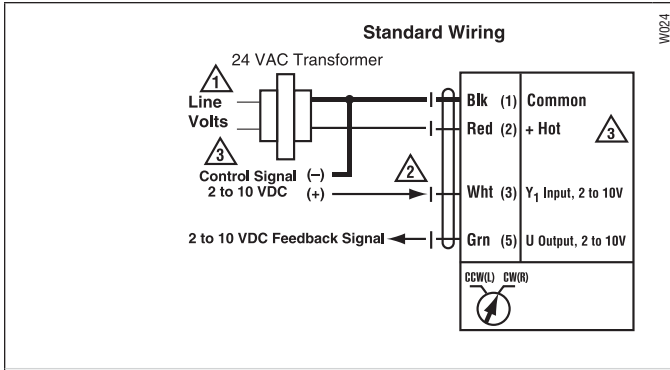 Standard Wiring
W024
24 VAC Transformer
1
Line
Volts
3
Control Signal (–)
2 to 10 VDC (+)
2
2 to 10 VDC Feedback Signal
Blk (1) Common
Red (2) + Hot
3
Wht (3) Y1 Input, 2 to 10V
Grn (5) U Output, 2 to 10V
CCW(L) CW(R)